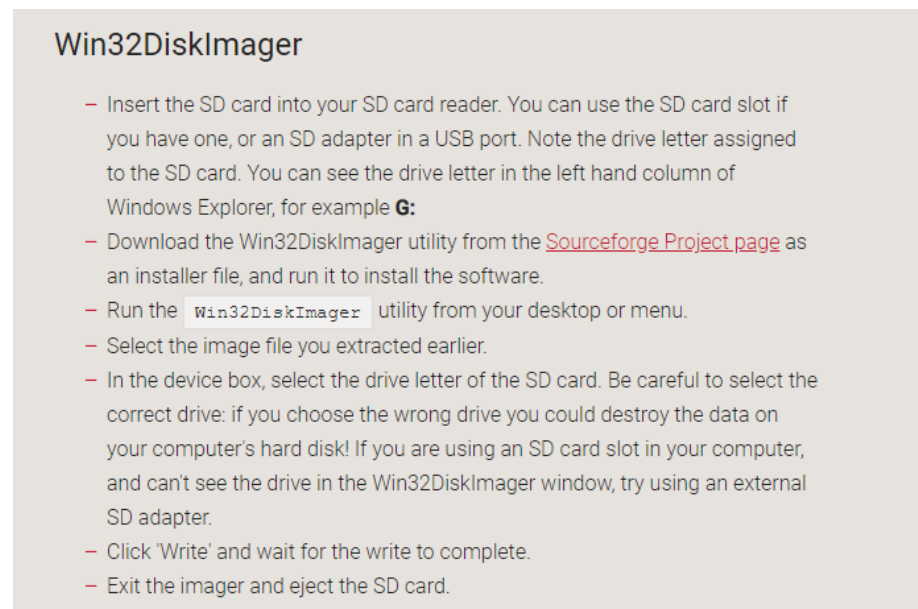 Win32DiskImager
– Insert the SD card into your SD card reader. You can use the SD card slot if
you have one, or an SD adapter in a USB port. Note the drive letter assigned
to the SD card. You can see the drive letter in the left hand column of
Windows Explorer, for example G:
– Download the Win32DiskImager utility from the Sourceforge Project page as
an installer file, and run it to install the software.
– Run the Win32DiskImager utility from your desktop or menu.
– Select the image file you extracted earlier.
– In the device box, select the drive letter of the SD card. Be careful to select the
correct drive: if you choose the wrong drive you could destroy the data on
your computer's hard disk! If you are using an SD card slot in your computer,
and can't see the drive in the Win32DiskImager window, try using an external
SD adapter.
– Click 'Write' and wait for the write to complete.
– Exit the imager and eject the SD card.